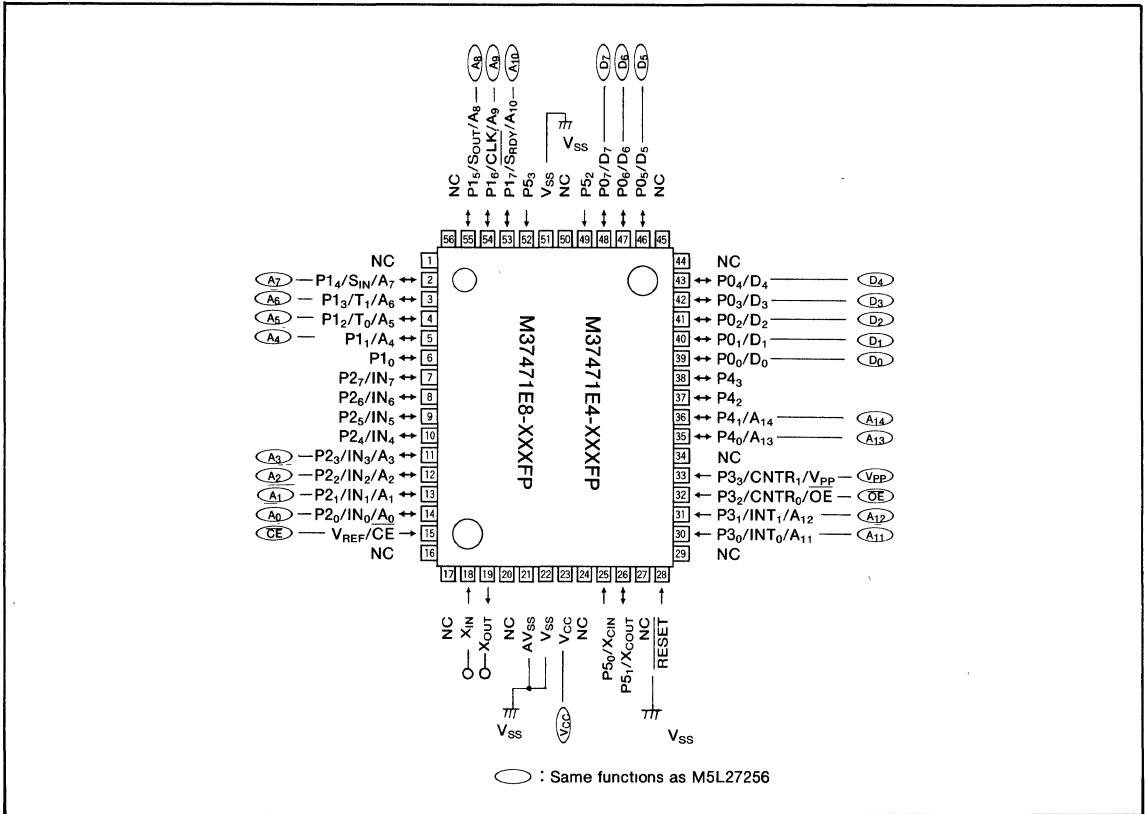 A8 A9 A10 D7 D6 D5
NC
P15/SOUT/A8
P16/CLK/A9
P17/SRDY/A10
P53
VSS
NC
VSS
P52
P07/D7
P06/D6
P05/D5
NC
56 55 54 53 52 51 50 49 48 47 46 45
NC 1
A7 P14/SIN/A7 2
A6 P13/T1/A6 3
A5 P12/T0/A5 4
A4 P11/A4 5
P10 6
P27/IN7 7
P26/IN6 8
P25/IN5 9
P24/IN4 10
A3 P23/IN3/A3 11
A2 P22/IN2/A2 12
A1 P21/IN1/A1 13
A0 P20/IN0/A0 14
CE VREF/CE 15
NC 16
M37471E8-XXXFP
M37471E4-XXXFP
44 NC
43 P04/D4 D4
42 P03/D3 D3
41 P02/D2 D2
40 P01/D1 D1
39 P00/D0 D0
38 P43
37 P42
36 P41/A14 A14
35 P40/A13 A13
34 NC
33 P33/CNTR1/VPP VPP
32 P32/CNTR0/OE OE
31 P31/INT1/A12 A12
30 P30/INT0/A11 A11
29 NC
17 18 19 20 21 22 23 24 25 26 27 28
NC
XIN
XOUT
NC
AVSS
VSS
VCC
NC
P50/XCIN
P51/XCOUT
NC
RESET
VSS
VCC
VSS
: Same functions as M5L27256